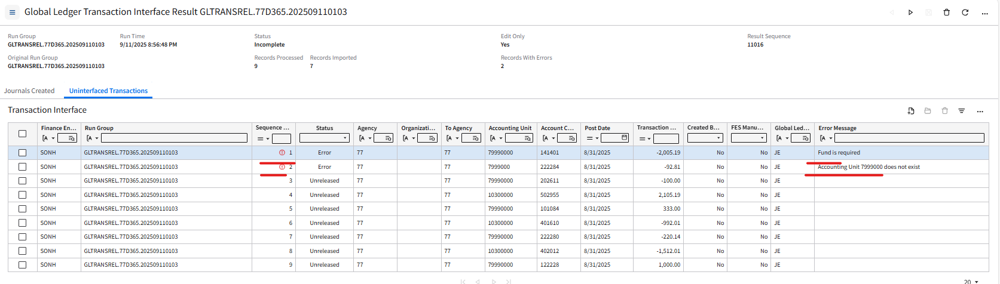 Global Ledger Transaction Interface Result GLTRANSREL.77D365.202509110103
Run Group Run Time Status Edit Only Result Sequence
GLTRANSREL.77D365.202509110103 9/11/2025 8:56:48 PM Incomplete Yes 11016
Original Run Group Records Processed Records Imported Records With Errors
GLTRANSREL.77D365.202509110103 9 7 2
Journals Created Uninterfaced Transactions
Transaction Interface
Finance En... Run Group Sequence ... Status Agency Organizati... To Agency Accounting Unit Account C... Post Date Transaction ... Created B... FES Manu... Global Led... Error Message
SONH GLTRANSREL.77D365.202509110103 1 Error 77 77 79990000 141401 8/31/2025 -2,005.19 No No JE Fund is required
SONH GLTRANSREL.77D365.202509110103 2 Error 77 77 7999000 222284 8/31/2025 -92.81 No No JE Accounting Unit 7999000 does not exist
SONH GLTRANSREL.77D365.202509110103 3 Unreleased 77 77 79990000 202611 8/31/2025 -100.00 No No JE
SONH GLTRANSREL.77D365.202509110103 4 Unreleased 77 77 10300000 502955 8/31/2025 2,105.19 No No JE
SONH GLTRANSREL.77D365.202509110103 5 Unreleased 77 77 79990000 101084 8/31/2025 333.00 No No JE
SONH GLTRANSREL.77D365.202509110103 6 Unreleased 77 77 10300000 401610 8/31/2025 -992.01 No No JE
SONH GLTRANSREL.77D365.202509110103 7 Unreleased 77 77 79990000 222280 8/31/2025 -220.14 No No JE
SONH GLTRANSREL.77D365.202509110103 8 Unreleased 77 77 10300000 402012 8/31/2025 -1,512.01 No No JE
SONH GLTRANSREL.77D365.202509110103 9 Unreleased 77 77 79990000 122228 8/31/2025 1,000.00 No No JE
20